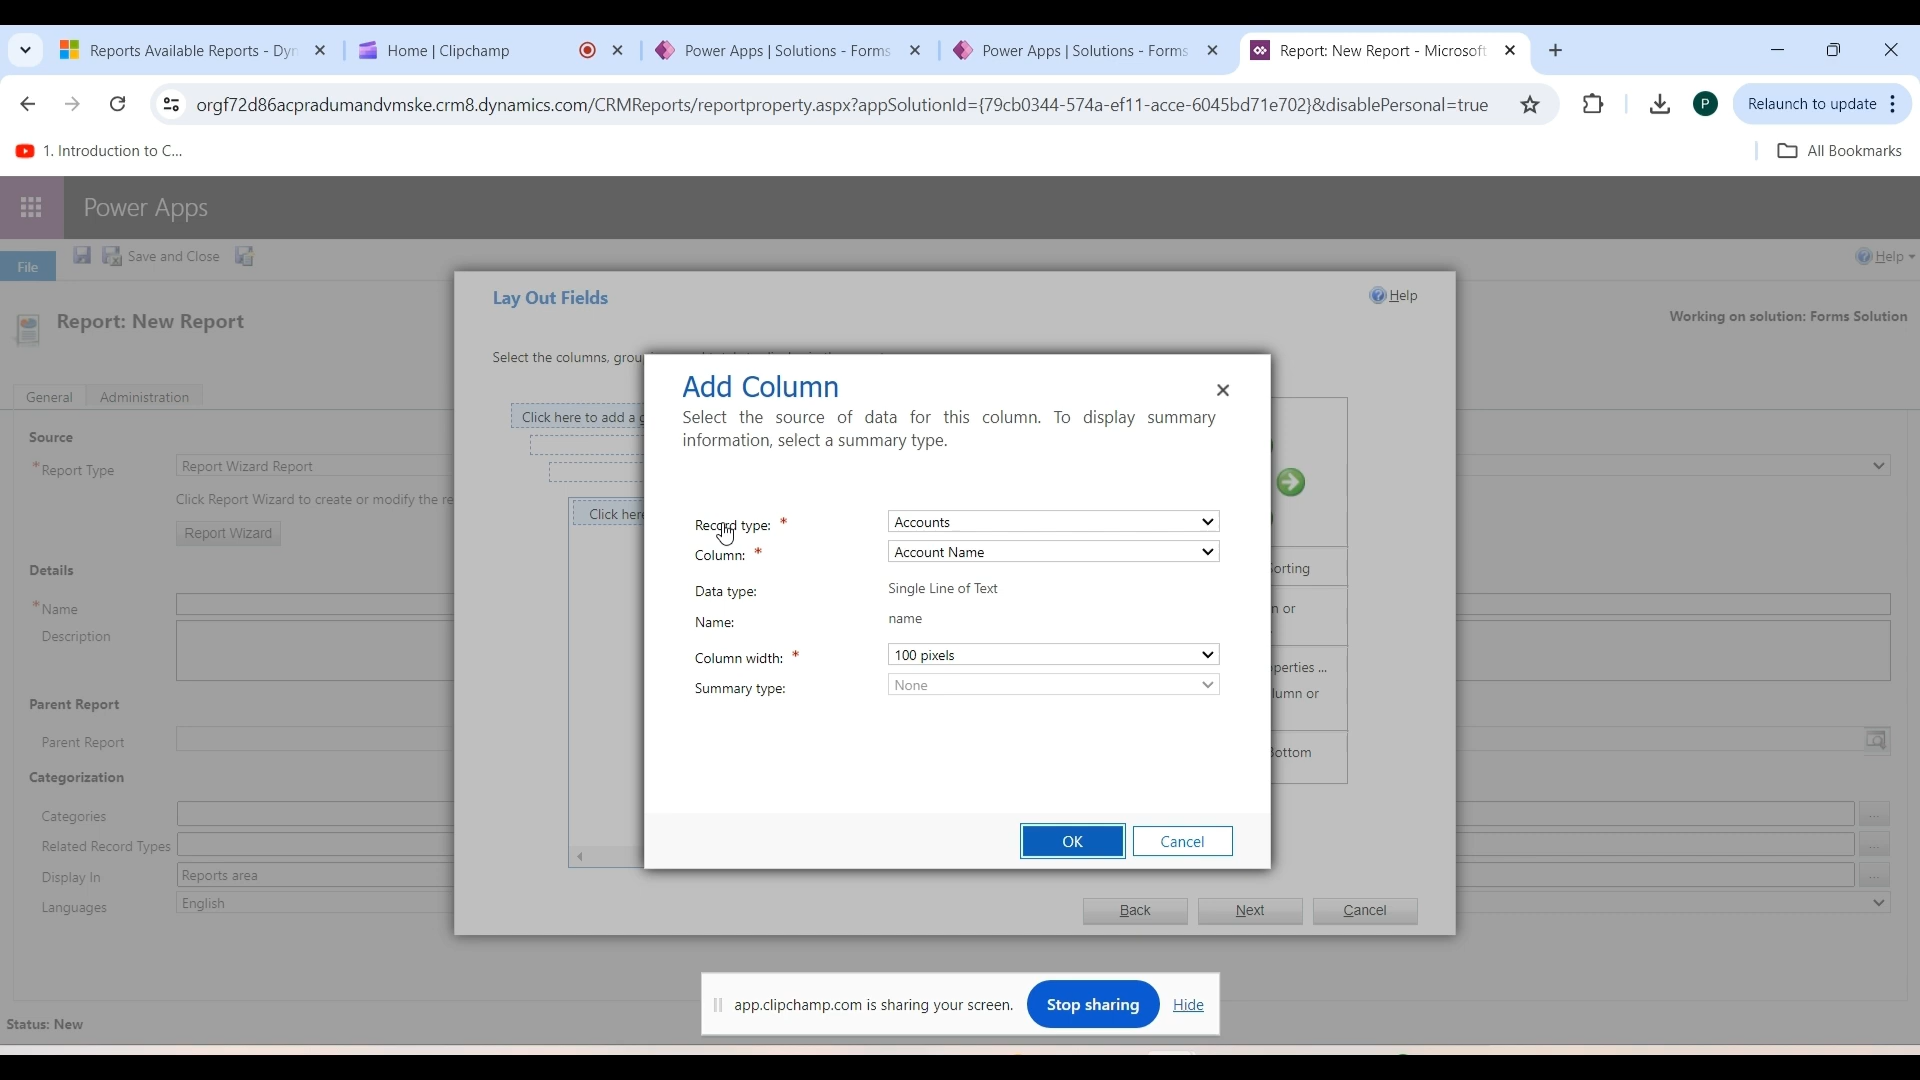 Reports Available Reports - Dyn
Home | Clipchamp
Power Apps | Solutions - Forms
Power Apps | Solutions - Forms
Report: New Report - Microsoft
orgf72d86acpradumandvmske.crm8.dynamics.com/CRMReports/reportproperty.aspx?appSolutionId={79cb0344-574a-ef11-acce-6045bd71e702}&disablePersonal=true
P
Relaunch to update
1. Introduction to C...
All Bookmarks
Power Apps
File
Save and Close
Help
Report: New Report
Working on solution: Forms Solution
General
Administration
Source
*Report Type
Report Wizard Report
Click Report Wizard to create or modify the re
Report Wizard
Details
*Name
Description
Parent Report
Parent Report
Categorization
Categories
Related Record Types
Display In
Reports area
Languages
English
Status: New
Lay Out Fields
Help
Select the columns, grou
Click here to add a g
Click here
orting
n or
perties ...
lumn or
Bottom
Back
Next
Cancel
Add Column
Select the source of data for this column. To display summary
information, select a summary type.
Record type: *
Accounts
Column: *
Account Name
Data type:
Single Line of Text
Name:
name
Column width: *
100 pixels
Summary type:
None
OK
Cancel
app.clipchamp.com is sharing your screen.
Stop sharing
Hide